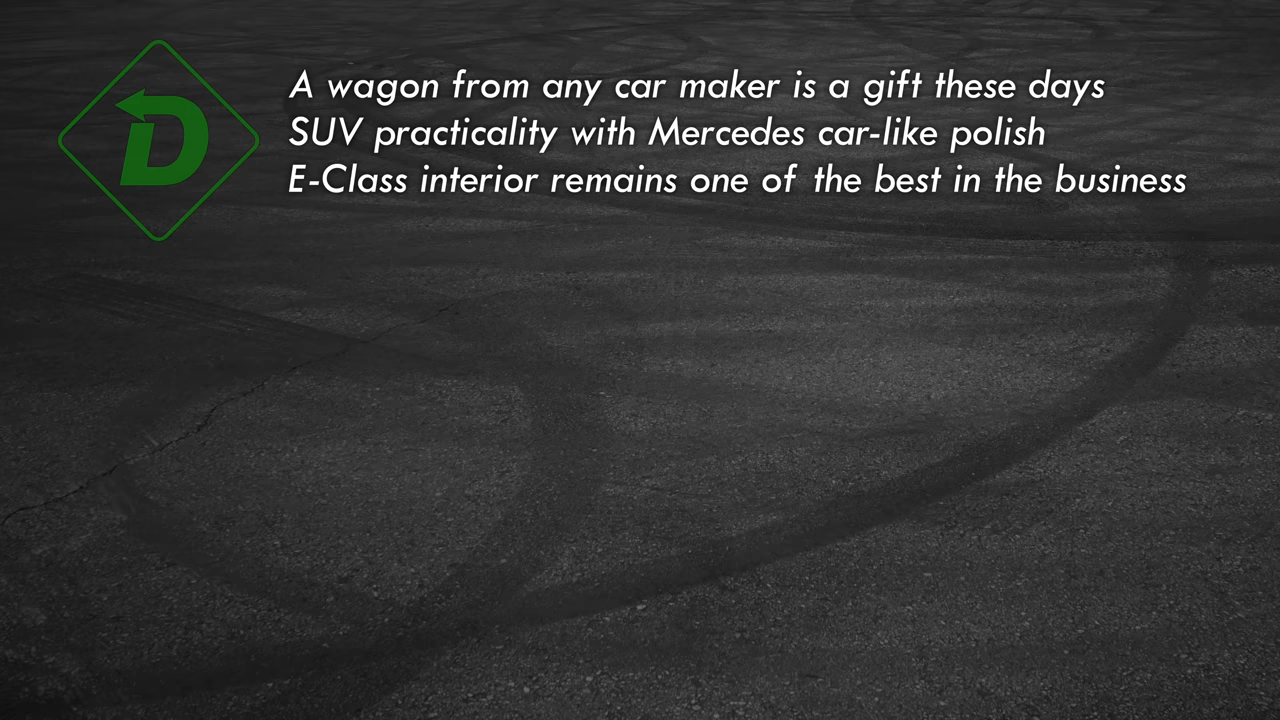 D
A wagon from any car maker is a gift these days
SUV practicality with Mercedes car-like polish
E-Class interior remains one of the best in the business